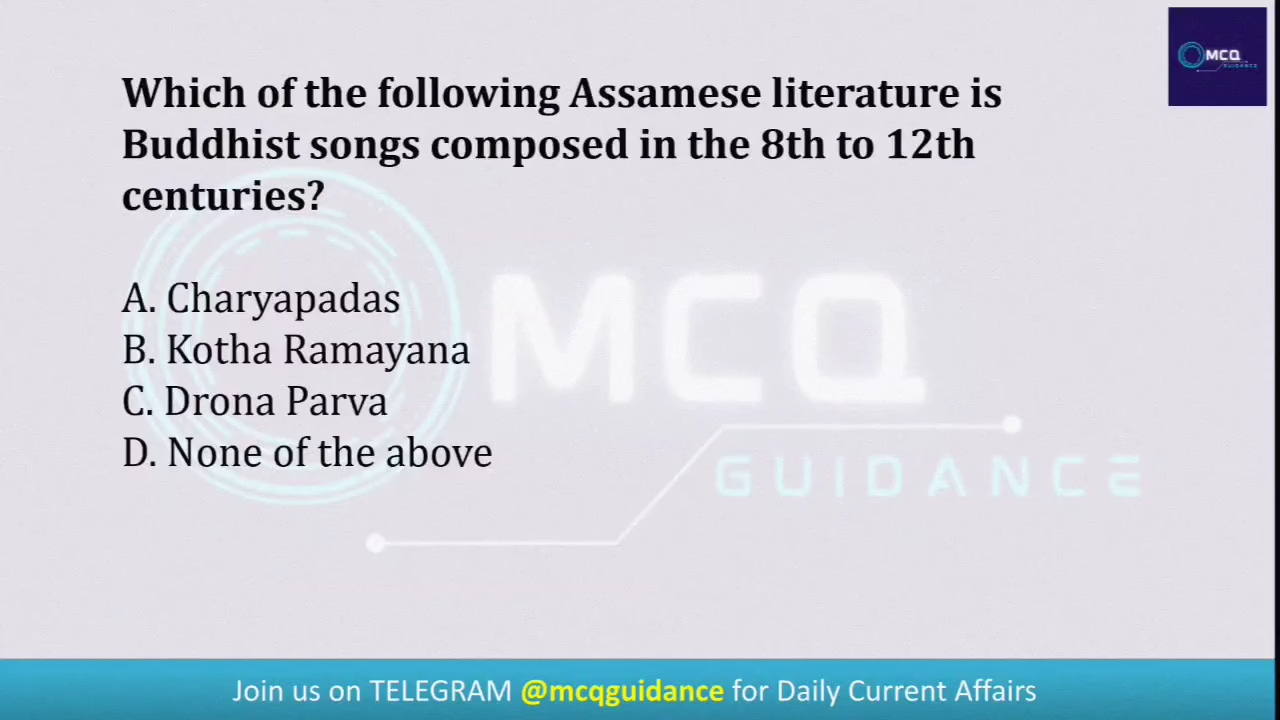 MCQ
GUIDANCE
Which of the following Assamese literature is
Buddhist songs composed in the 8th to 12th
centuries?
A. Charyapadas
B. Kotha Ramayana
C. Drona Parva
D. None of the above
MCQ
GUIDANCE
Join us on TELEGRAM @mcqguidance for Daily Current Affairs